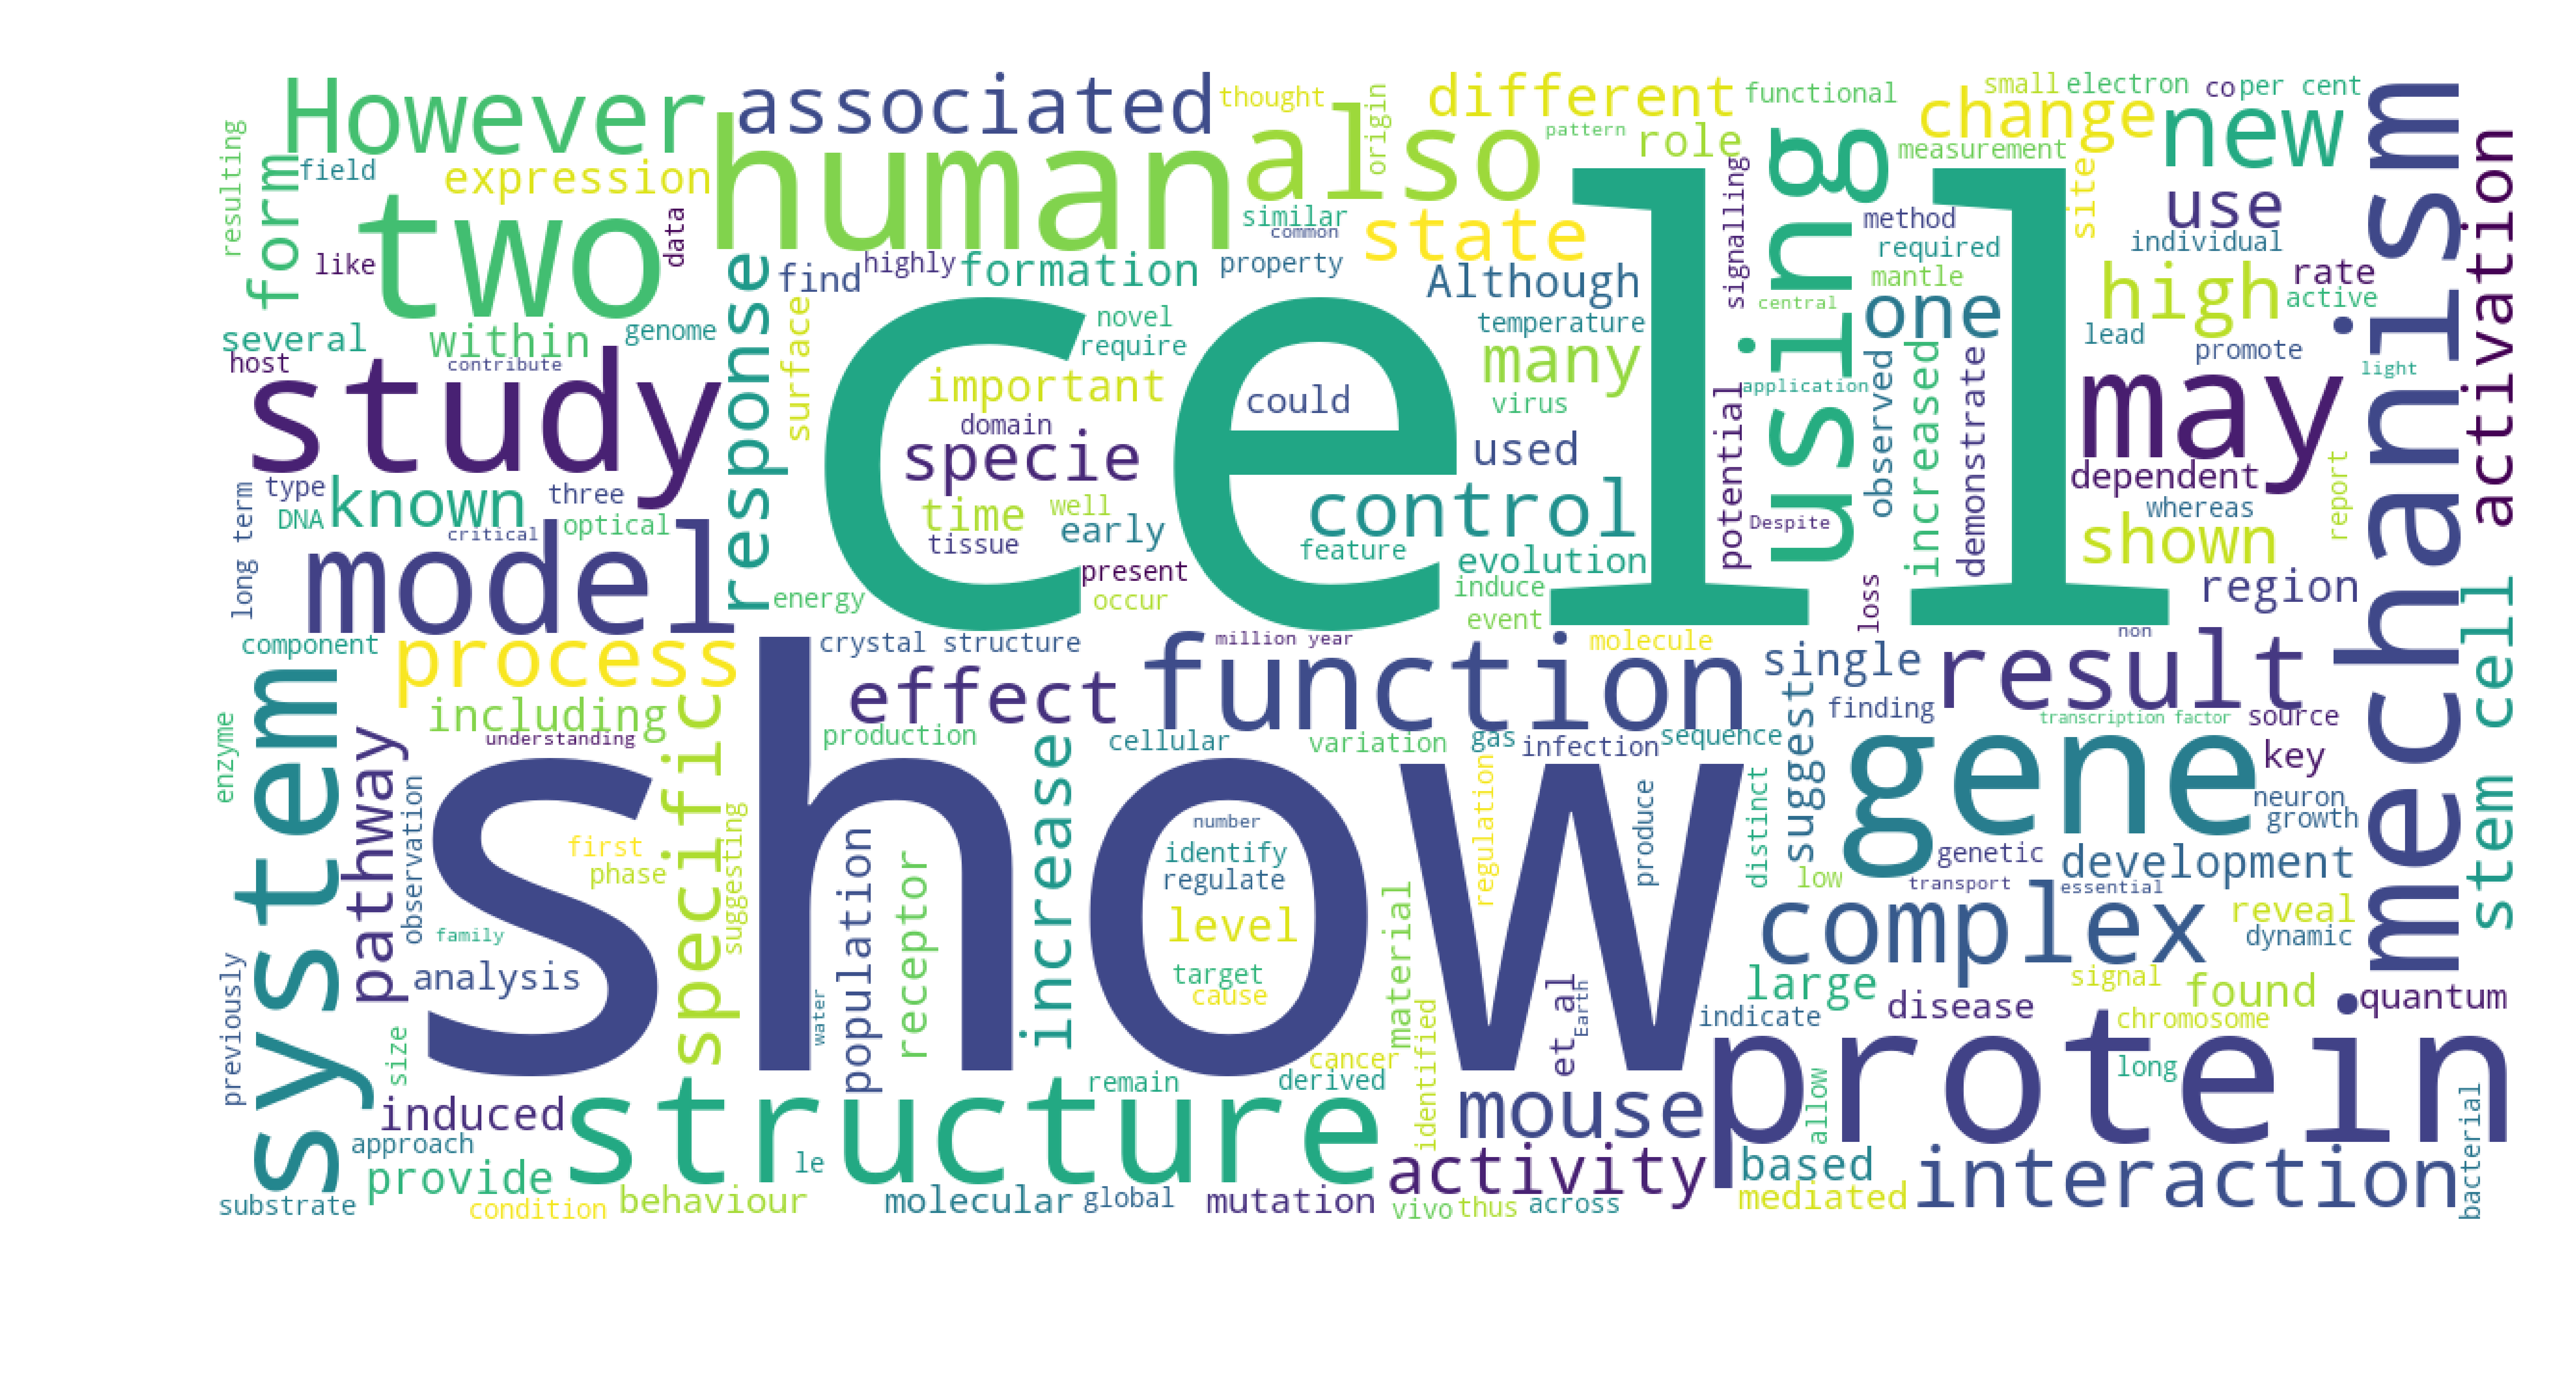 However
associated
thought
origin
different
functional
small
electron
co
per cent
resulting
field
form
expression
human
also
pattern
role
change
measurement
new
mechanism
activation
two
data
like
similar
common
state
signalling
using
method
required
site
use
individual
several
within
genome
response
find
highly
formation
property
Although
mantle
central
one
high
rate
active
host
contribute
study
surface
novel
require
cell
temperature
many
application
observed
increased
demonstrate
lead
promote
light
may
important
could
virus
domain
specie
used
potential
dependent
whereas
report
type
three
long term
DNA
known
optical
critical
time
well
early
tissue
control
feature
evolution
Despite
shown
model
present
energy
occur
induce
event
loss
region
stem cell
component
process
crystal structure
million year
molecule
non
system
including
specific
effect
function
single
result
enzyme
pathway
understanding
production
cellular
variation
gas
infection
sequence
suggest
finding
transcription factor
source
key
observation
show
increase
regulation
produce
distinct
gene
neuron
growth
first
phase
suggesting
number
identify
regulate
population
receptor
low
genetic
development
transport
essential
family
level
material
complex
reveal
dynamic
previously
analysis
target
cause
water
et al
Earth
large
disease
signal
found
quantum
indicate
chromosome
size
identified
cancer
derived
remain
protein
long
allow
induced
structure
mouse
approach
provide
le
activity
based
interaction
bacterial
substrate
condition
behaviour
molecular
global
mutation
vivo
thus
across
mediated